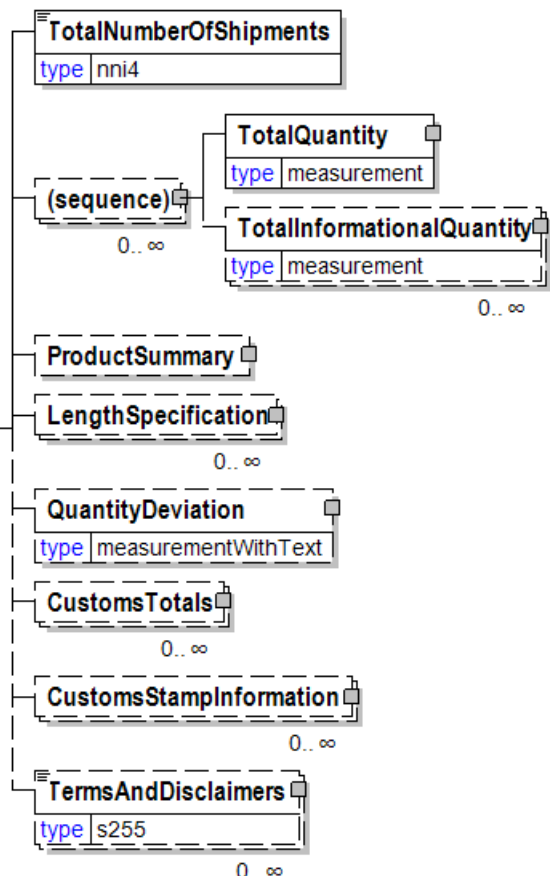 TotalNumberOfShipments
type nni4
TotalQuantity
type measurement
(sequence)
0.. ∞
TotalInformationalQuantity
type measurement
0.. ∞
ProductSummary
LengthSpecification
0.. ∞
QuantityDeviation
type measurementWithText
CustomsTotals
0.. ∞
CustomsStampInformation
0.. ∞
TermsAndDisclaimers
type s255
0.. ∞